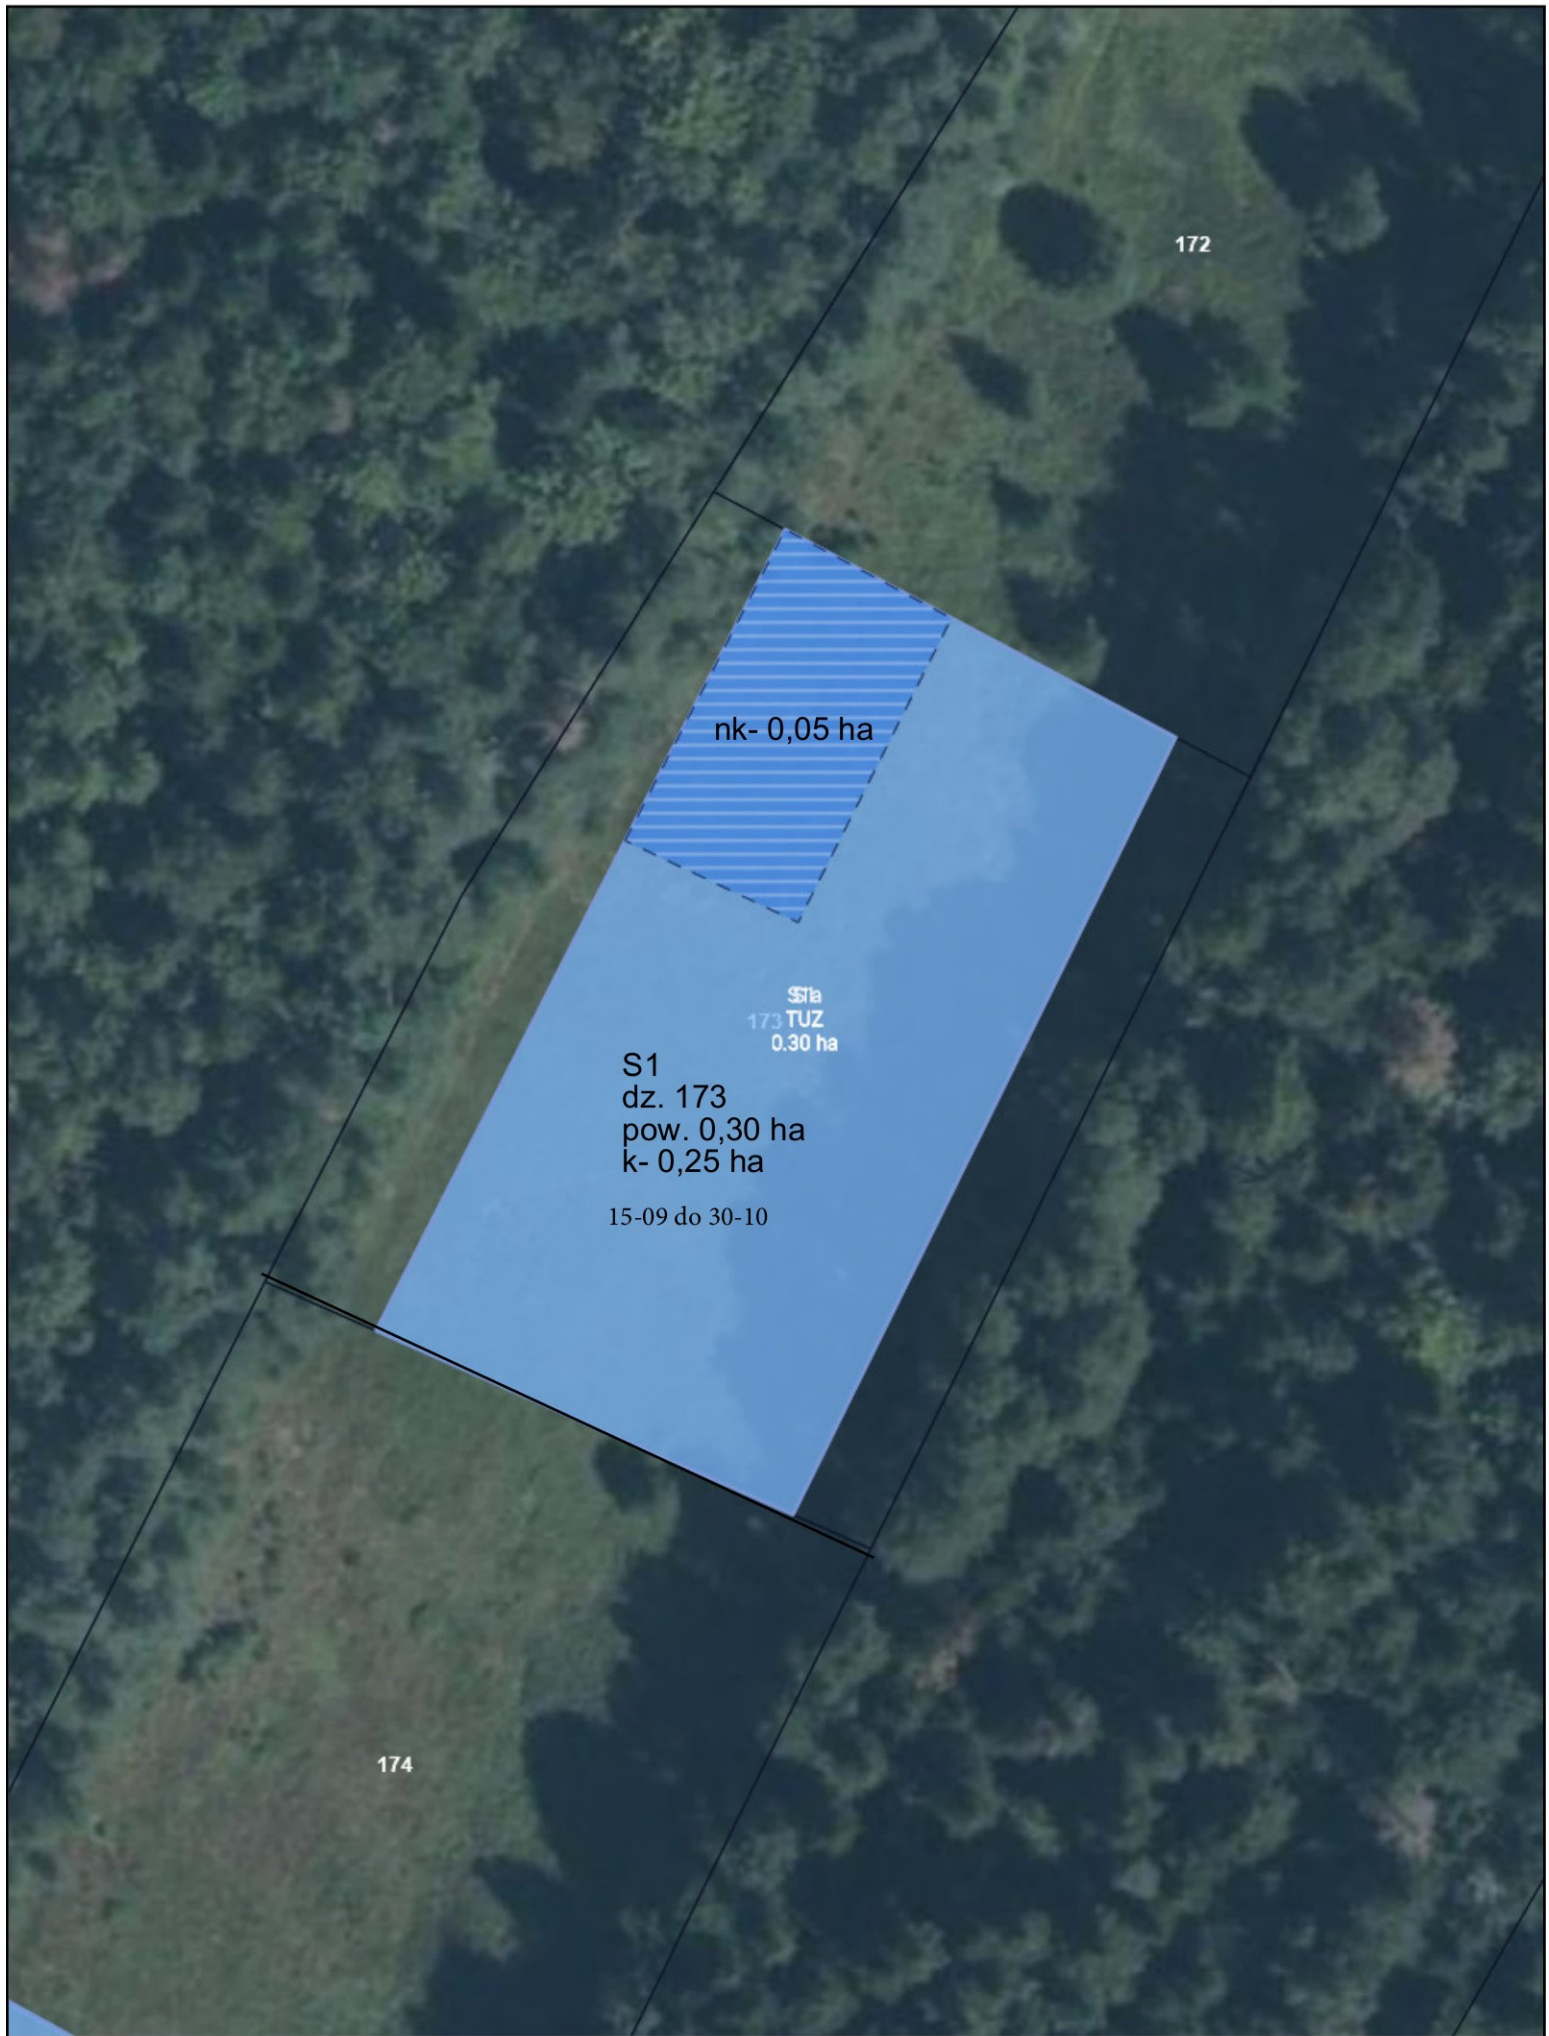 172
nk- 0,05 ha
173 TUZ
0.30 ha
S1
dz. 173
pow. 0,30 ha
k- 0,25 ha
15-09 do 30-10
174